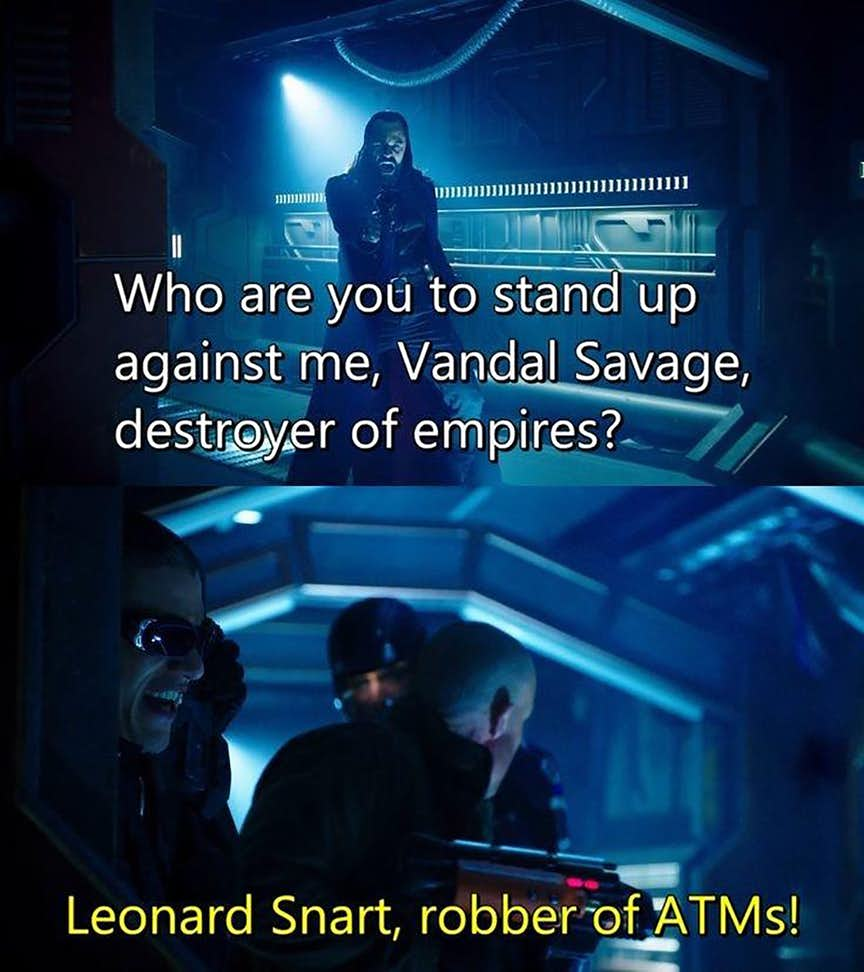 Who are you to stand up
against me, Vandal Savage,
destroyer of empires?
Leonard Snart, robber of ATMs!